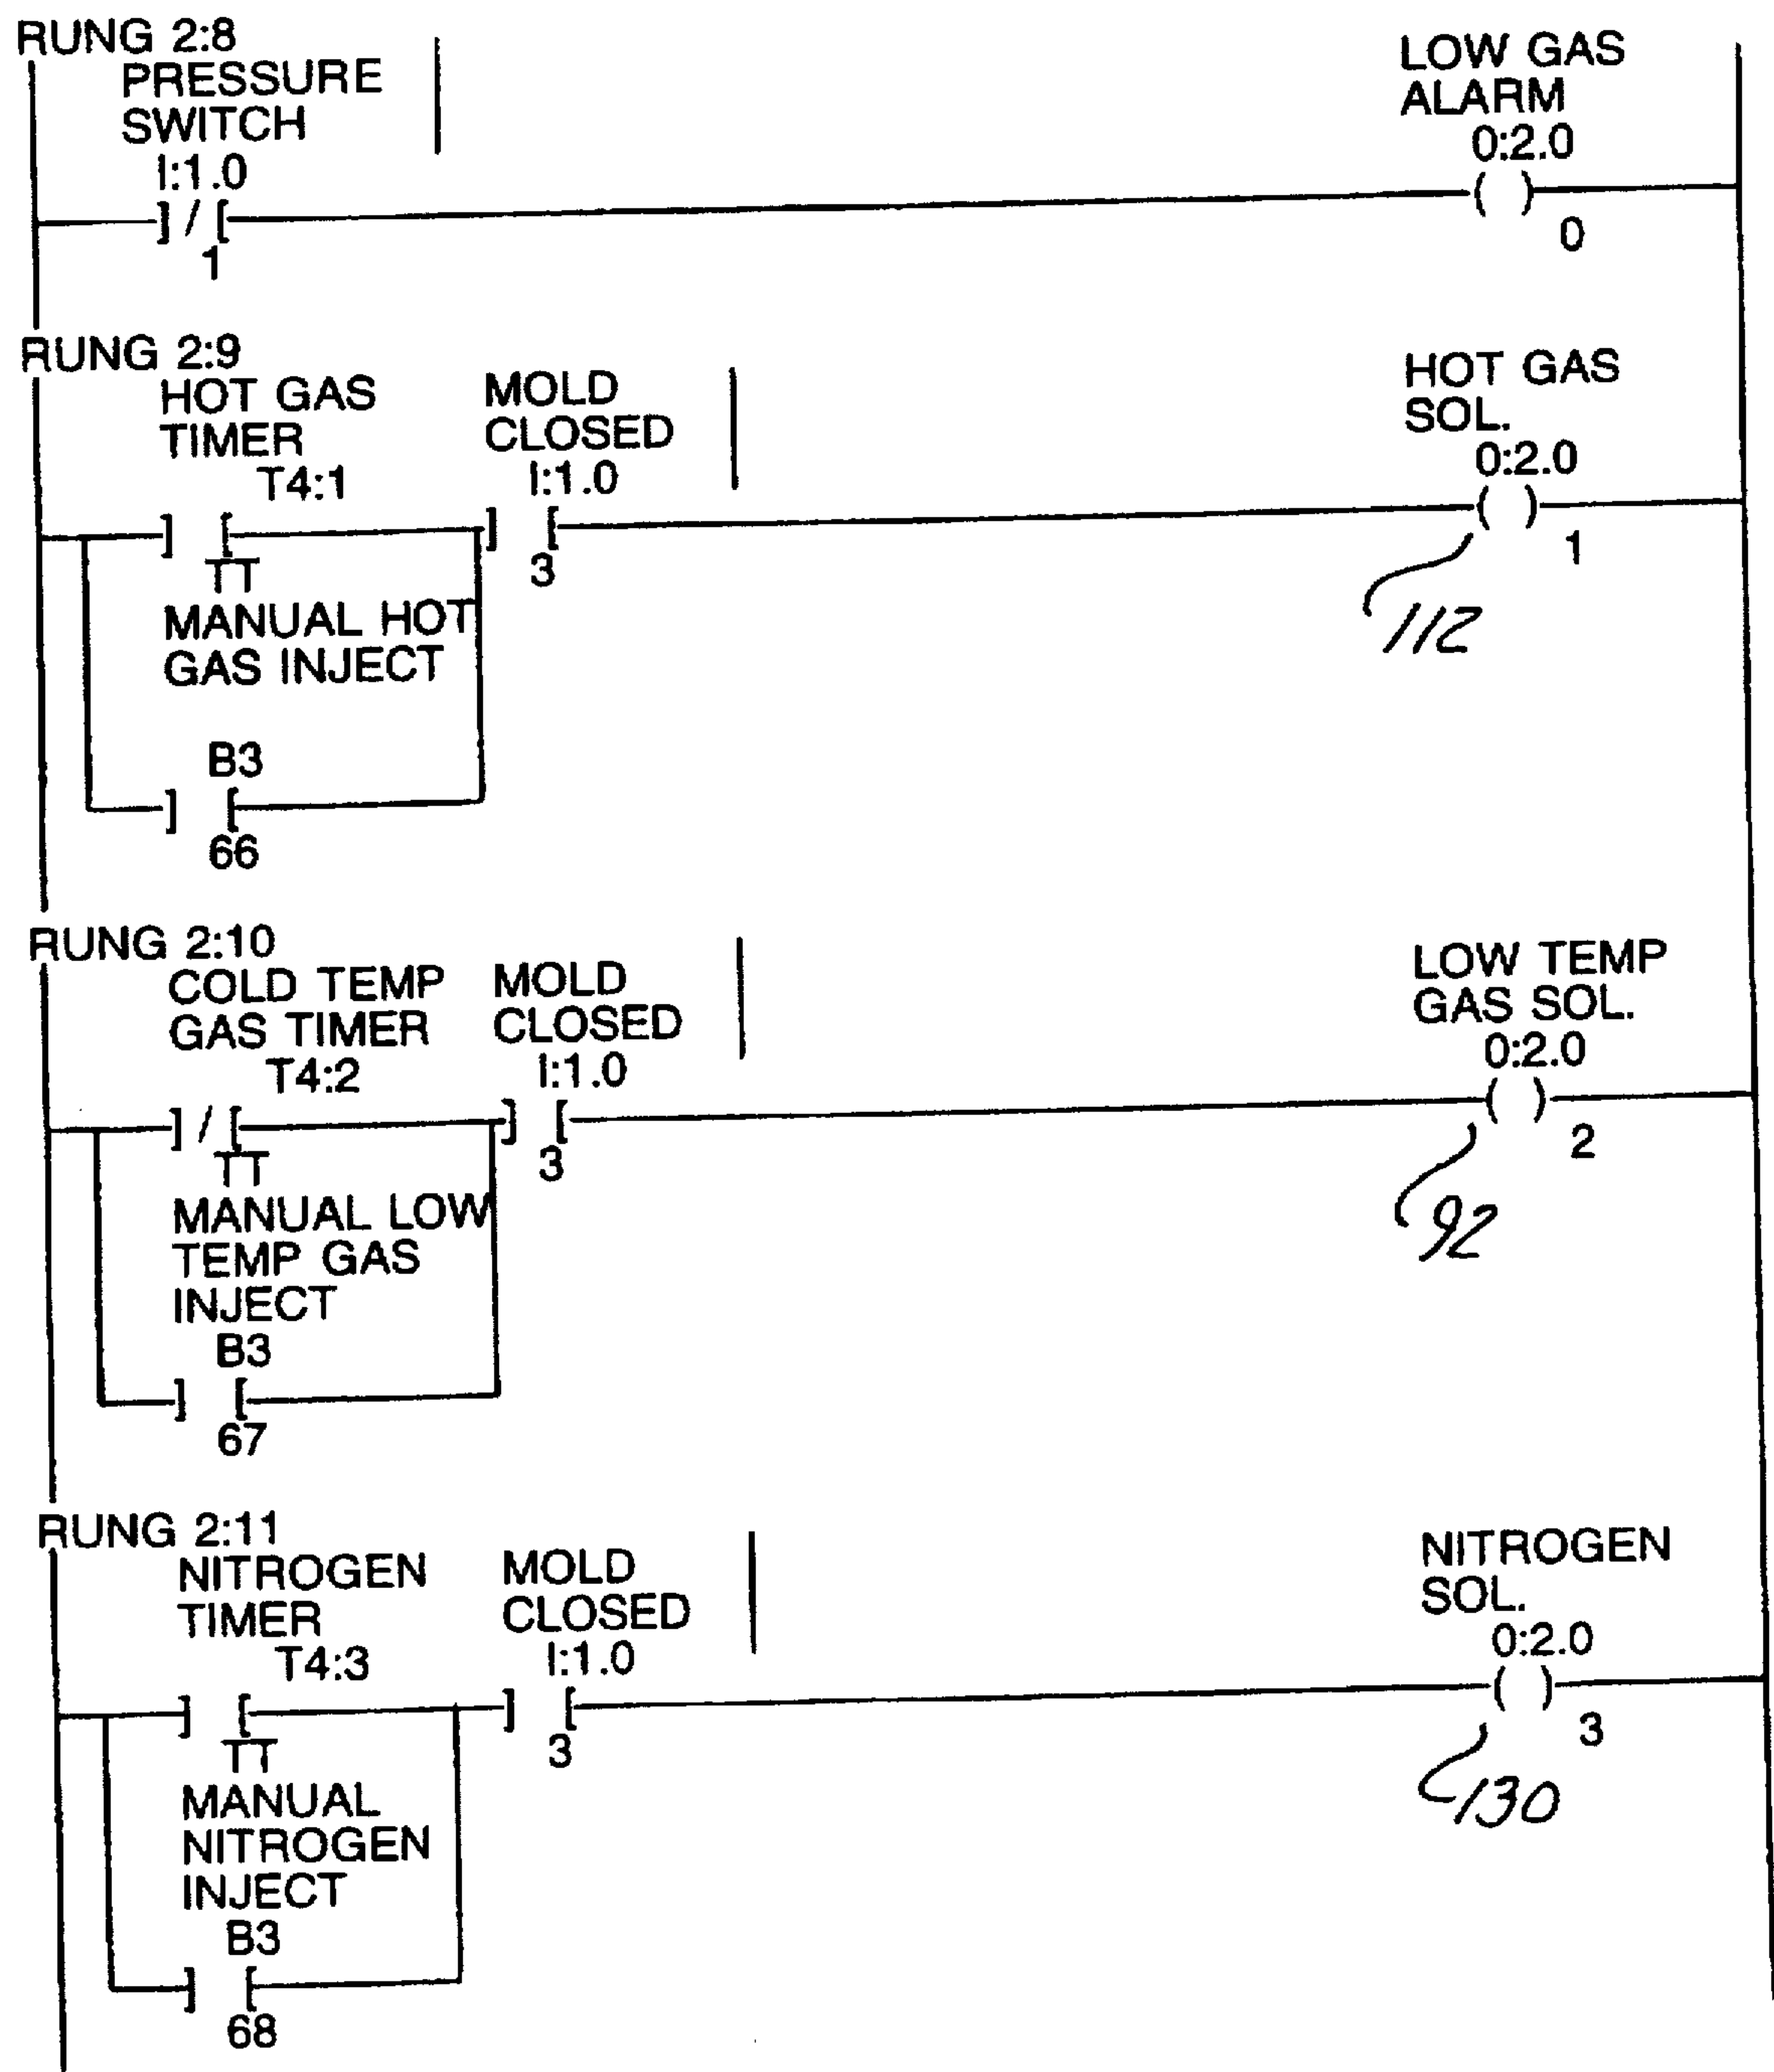 RUNG 2:8
PRESSURE
SWITCH
I:1.0
] / [
1
LOW GAS
ALARM
0:2.0
( )
0
RUNG 2:9
HOT GAS
TIMER
T4:1
] [
TT
MOLD
CLOSED
I:1.0
] [
3
HOT GAS
SOL.
0:2.0
( )
1
112
MANUAL HOT
GAS INJECT
B3
] [
66
RUNG 2:10
COLD TEMP
GAS TIMER
T4:2
] / [
TT
MOLD
CLOSED
I:1.0
] [
3
LOW TEMP
GAS SOL.
0:2.0
( )
2
92
MANUAL LOW
TEMP GAS
INJECT
B3
] [
67
RUNG 2:11
NITROGEN
TIMER
T4:3
] [
TT
MOLD
CLOSED
I:1.0
] [
3
NITROGEN
SOL.
0:2.0
( )
3
130
MANUAL
NITROGEN
INJECT
B3
] [
68